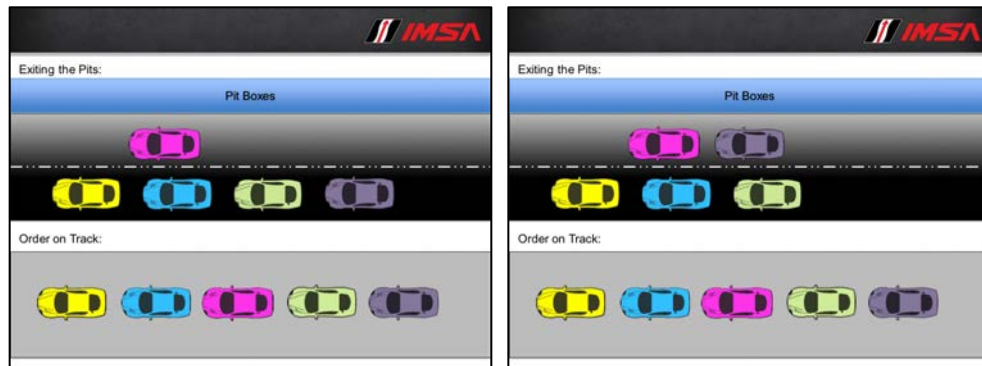 IMSA
Exiting the Pits:
Pit Boxes
Order on Track:
IMSA
Exiting the Pits:
Pit Boxes
Order on Track: